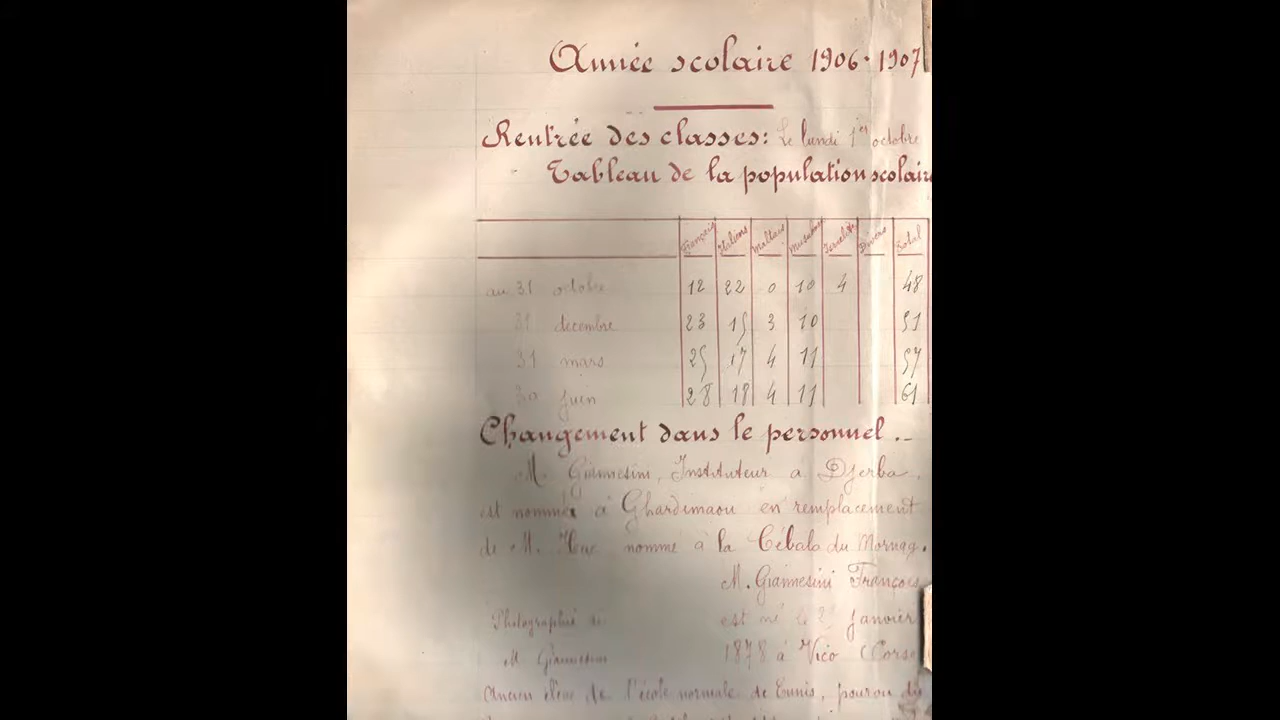 Année scolaire 1906-1907
Rentrée des classes: Le lundi 1er octobre
Tableau de la population scolaire
Français Italiens Maltais Musulmans Israélites Divers Total
au 31 octobre 12 22 0 10 4 48
31 décembre 23 15 3 10 51
31 mars 25 17 4 11 57
30 juin 28 18 4 11 61
Changement dans le personnel.-
M. Giannesini, Instituteur à Djerba,
est nommé à Ghardimaou en remplacement
de M. nommé à la Cébala du Mornag.
M. Giannesini François
est né le 2 janvier
Photographie de
M Giannesini
1878 à Vico (Corse
Ancien élève de l'école normale de Tunis, pourvu du